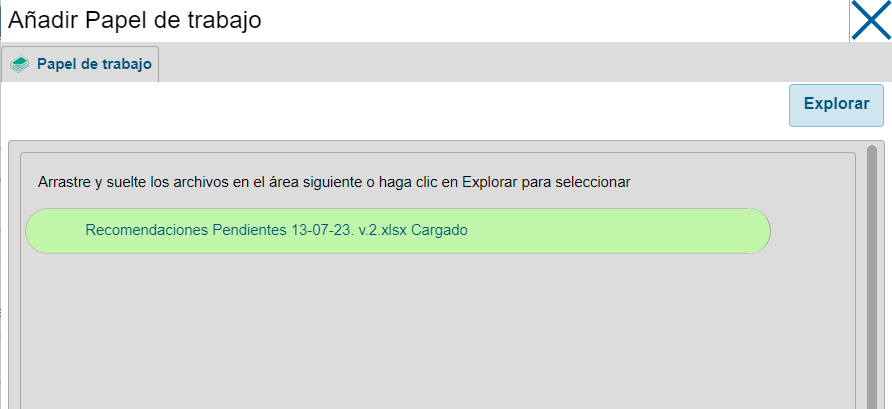 Añadir Papel de trabajo
Papel de trabajo
Explorar
Arrastre y suelte los archivos en el área siguiente o haga clic en Explorar para seleccionar
Recomendaciones Pendientes 13-07-23. v.2.xlsx Cargado